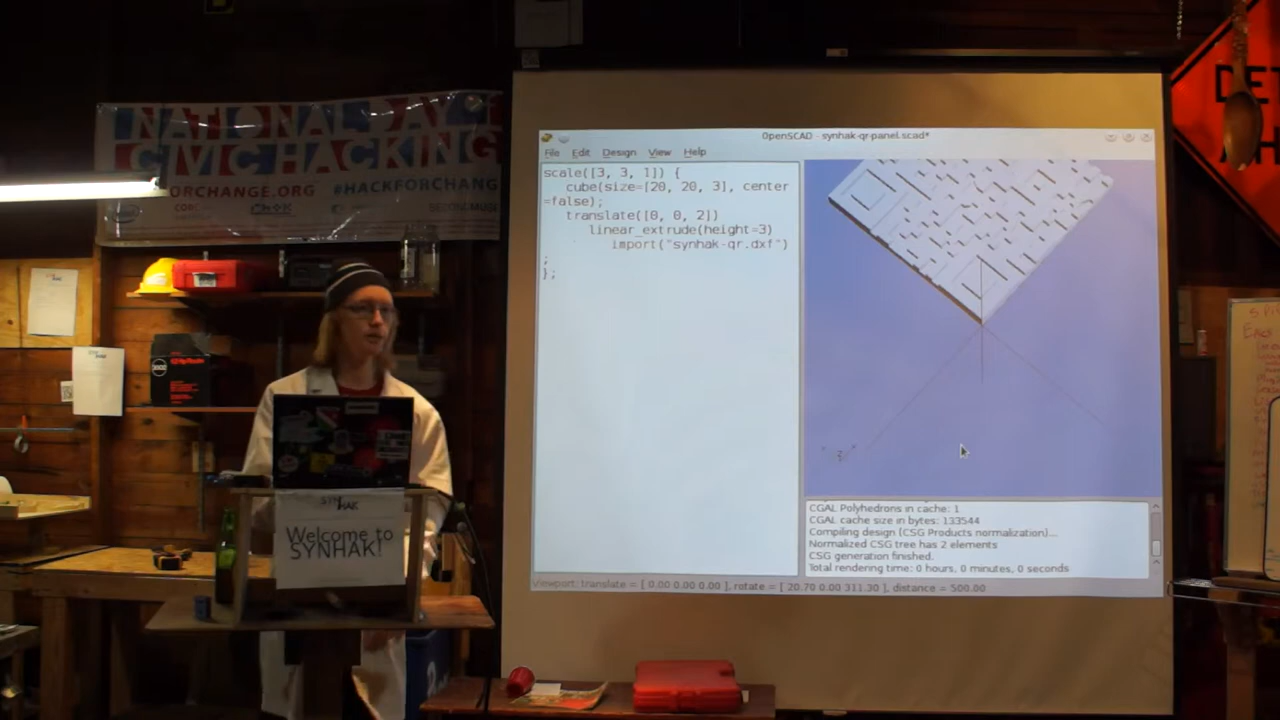 NATIONAL DAY
CIVIC HACKING
ORCHANGE.ORG #HACKFORCHANG
OpenSCAD - synhak-qr-panel.scad*
File Edit Design View Help
scale([3, 3, 1]) {
cube(size=[20, 20, 3], center
=false);
translate([0, 0, 2])
linear_extrude(height=3)
import("synhak-qr.dxf")
;
};
CGAL Polyhedrons in cache: 1
CGAL cache size in bytes: 133544
Compiling design (CSG Products normalization)...
Normalized CSG tree has 2 elements
CSG generation finished.
Total rendering time: 0 hours, 0 minutes, 0 seconds
Viewport: translate = [ 0.00 0.00 0.00 ], rotate = [ 20.70 0.00 311.30 ], distance = 500.00
SYNHAK
Welcome to
SYNHAK!
DET
AH